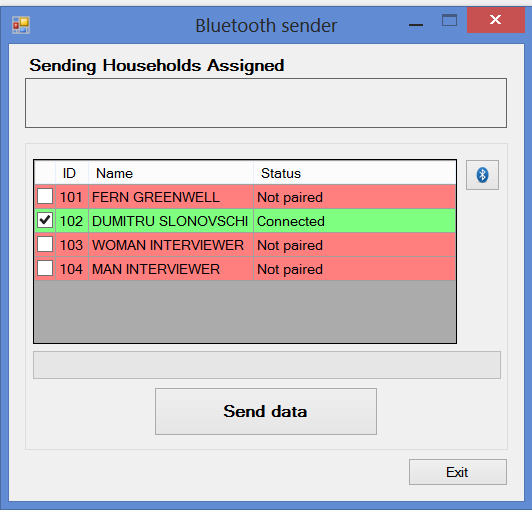 Bluetooth sender
Sending Households Assigned
ID Name Status
101 FERN GREENWELL Not paired
102 DUMITRU SLONOVSCHI Connected
103 WOMAN INTERVIEWER Not paired
104 MAN INTERVIEWER Not paired
Send data
Exit